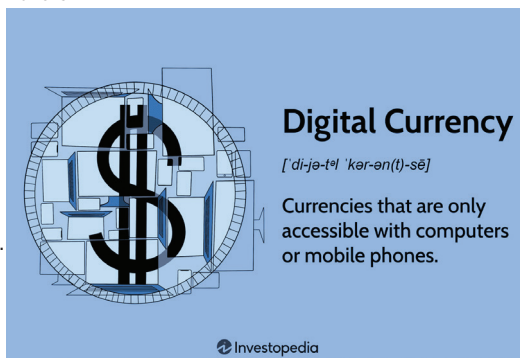 Digital Currency
[ˈdi-jə-tᵊl ˈkər-ən(t)-sē]
Currencies that are only
accessible with computers
or mobile phones.
Investopedia